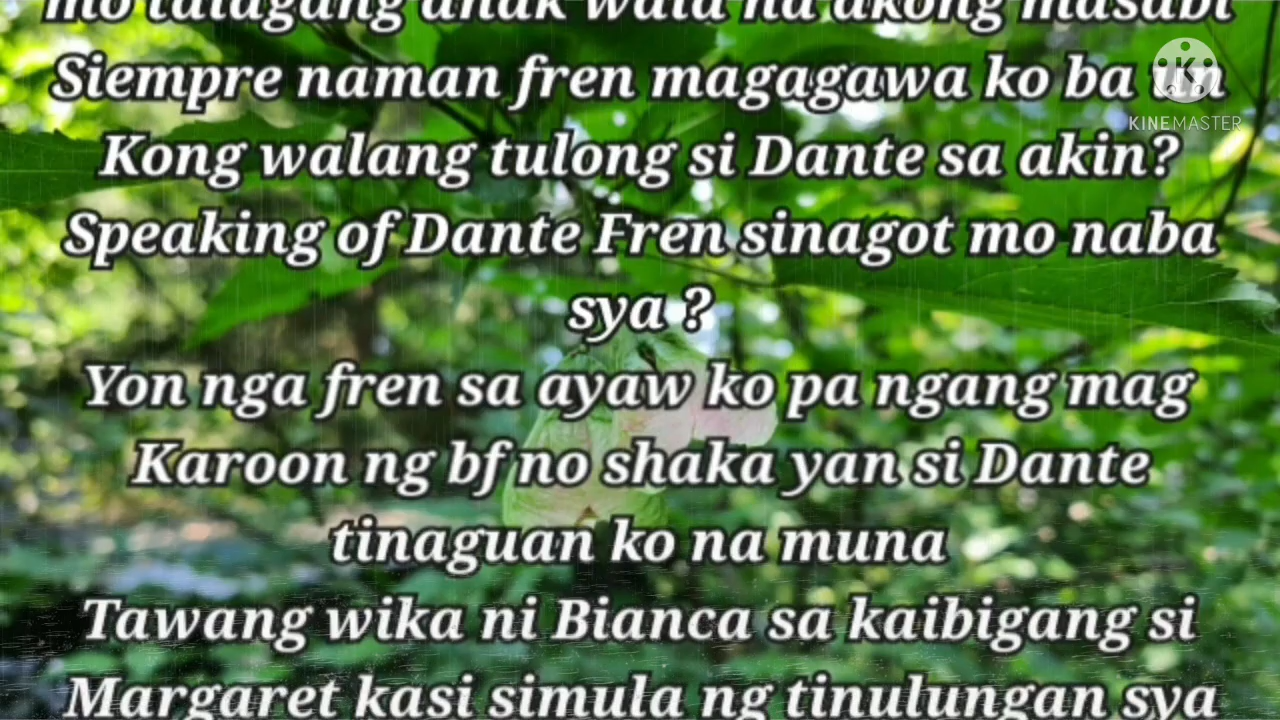 mo talagang anak wala na akong masabi
Siempre naman fren magagawa ko ba un
Kong walang tulong si Dante sa akin?
Speaking of Dante Fren sinagot mo naba
sya ?
Yon nga fren sa ayaw ko pa ngang mag
Karoon ng bf no shaka yan si Dante
tinaguan ko na muna
Tawang wika ni Bianca sa kaibigang si
Margaret kasi simula ng tinulungan sya
K
KINEMASTER